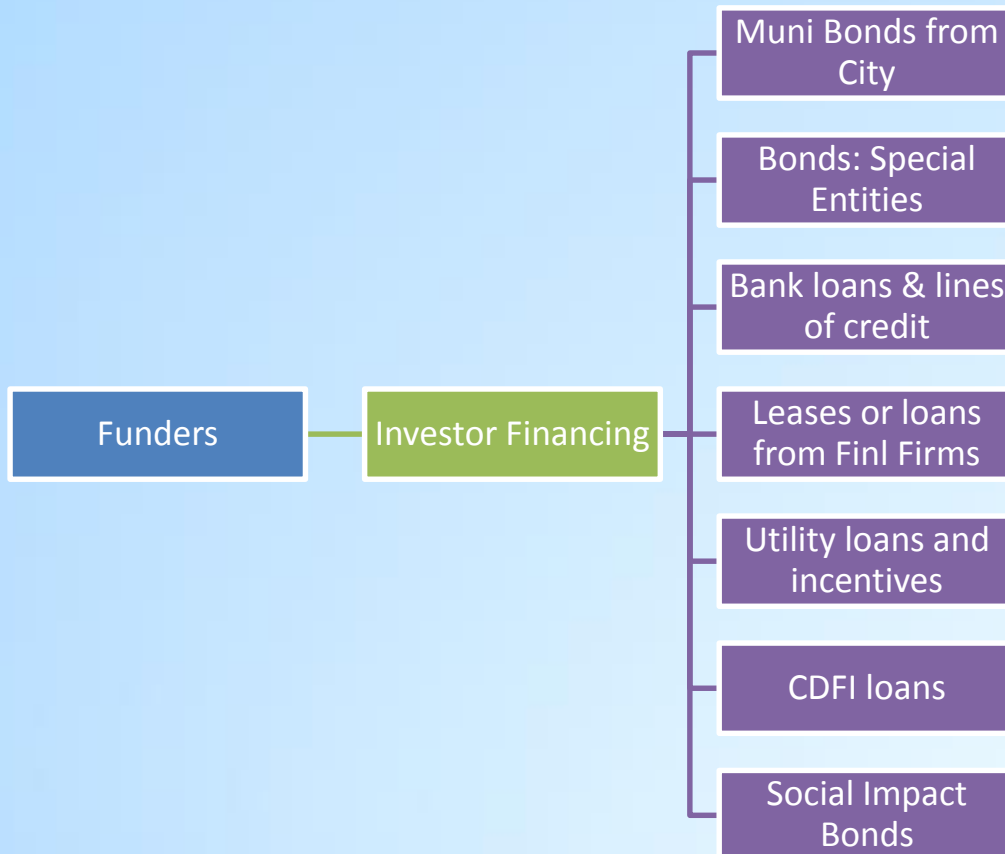 Funders
Investor Financing
Muni Bonds from
City
Bonds: Special
Entities
Bank loans & lines
of credit
Leases or loans
from Finl Firms
Utility loans and
incentives
CDFI loans
Social Impact
Bonds